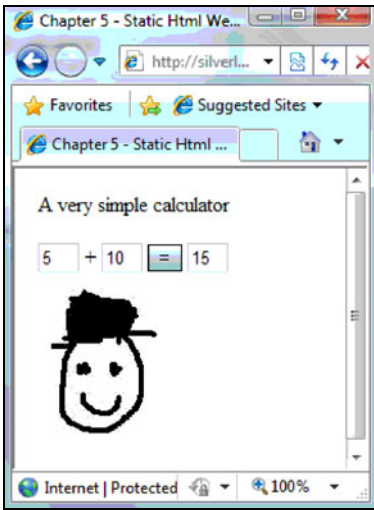 Chapter 5 - Static Html We...
http://silverl...
Favorites Suggested Sites
Chapter 5 - Static Html ...
A very simple calculator
5 + 10 = 15
Internet | Protected 100%